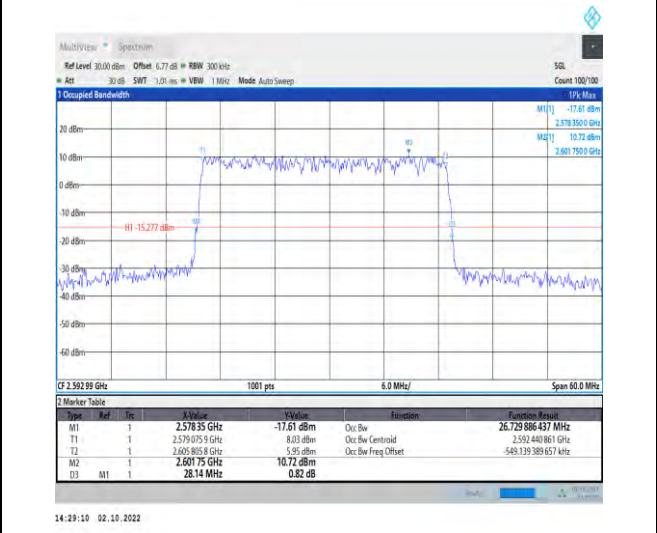 MultiView Spectrum
Ref Level 30.00 dBm Offset 6.77 dB RBW 300 kHz SGL
Att 30 dB SWT 1.01 ms VBW 1 MHz Mode Auto Sweep Count 100/100
1 Occupied Bandwidth 1Pk Max
M1[1] -17.61 dBm
2.578 350 0 GHz
M2[1] 10.72 dBm
2.601 750 0 GHz
20 dBm
M2
T1
T2
10 dBm
0 dBm
-10 dBm
M1
D3
H1 -15.277 dBm
-20 dBm
-30 dBm
-40 dBm
-50 dBm
-60 dBm
CF 2.592 99 GHz 1001 pts 6.0 MHz/ Span 60.0 MHz
2 Marker Table
Type Ref Trc X-Value Y-Value Function Function Result
M1 1 2.578 35 GHz -17.61 dBm Occ Bw 26.729 886 437 MHz
T1 1 2.579 075 9 GHz 8.03 dBm Occ Bw Centroid 2.592 440 861 GHz
T2 1 2.605 805 8 GHz 5.95 dBm Occ Bw Freq Offset -549.139 389 657 kHz
M2 1 2.601 75 GHz 10.72 dBm
D3 M1 1 28.14 MHz 0.82 dB
14:29:10 02.10.2022